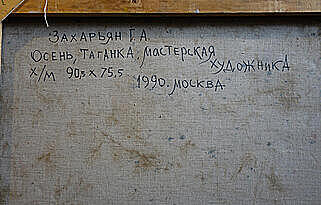 ЗАХАРЬЯН Г.А.
ОСЕНЬ, ТАГАНКА, МАСТЕРСКАЯ ХУДОЖНИКА
Х/М 90,5 х 75,5
1990. МОСКВА